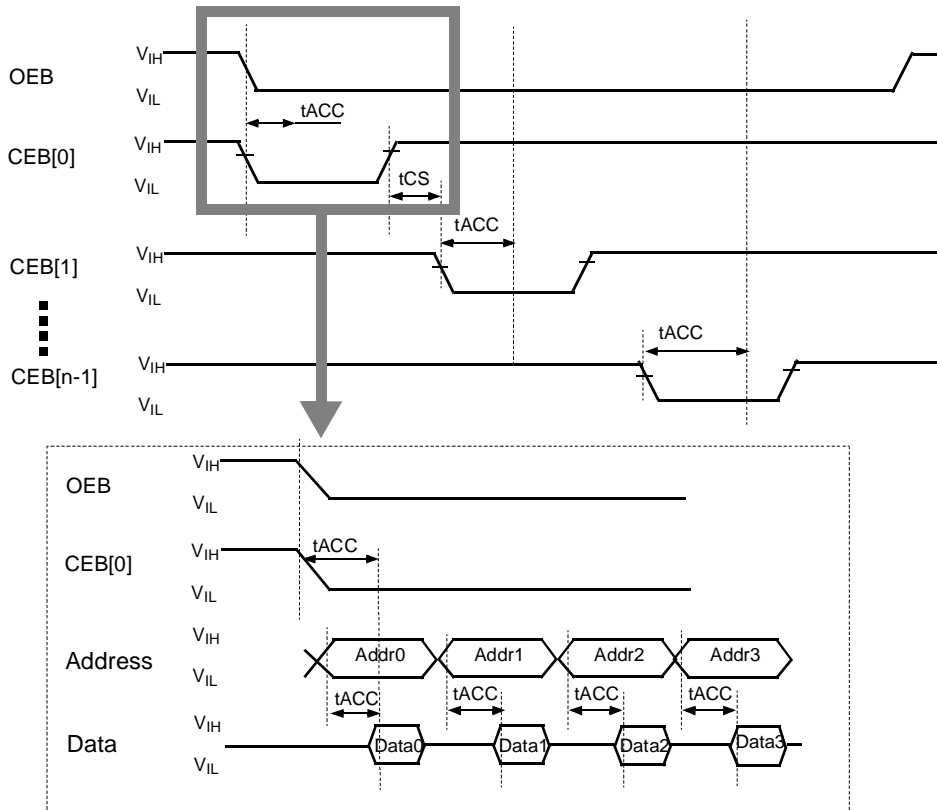 OEB
VIH
VIL
tACC
CEB[0]
VIH
VIL
tCS
tACC
CEB[1]
VIH
VIL
tACC
CEB[n-1]
VIH
VIL
OEB
VIH
VIL
CEB[0]
VIH
VIL
tACC
Address
VIH
VIL
Addr0 Addr1 Addr2 Addr3
tACC tACC tACC tACC
Data
VIH
VIL
Data0 Data1 Data2 Data3